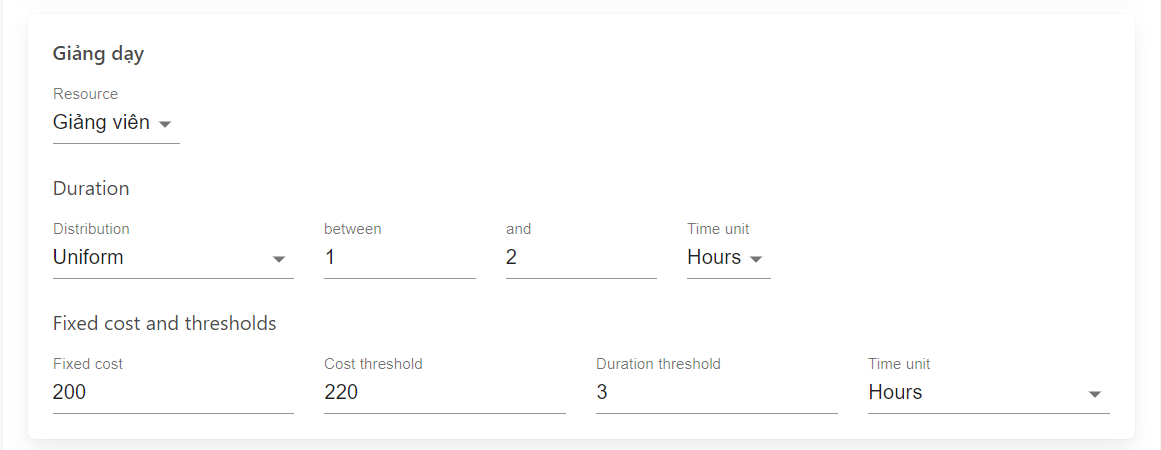 Giảng dạy
Resource
Giảng viên
Duration
Distribution between and Time unit
Uniform 1 2 Hours
Fixed cost and thresholds
Fixed cost Cost threshold Duration threshold Time unit
200 220 3 Hours